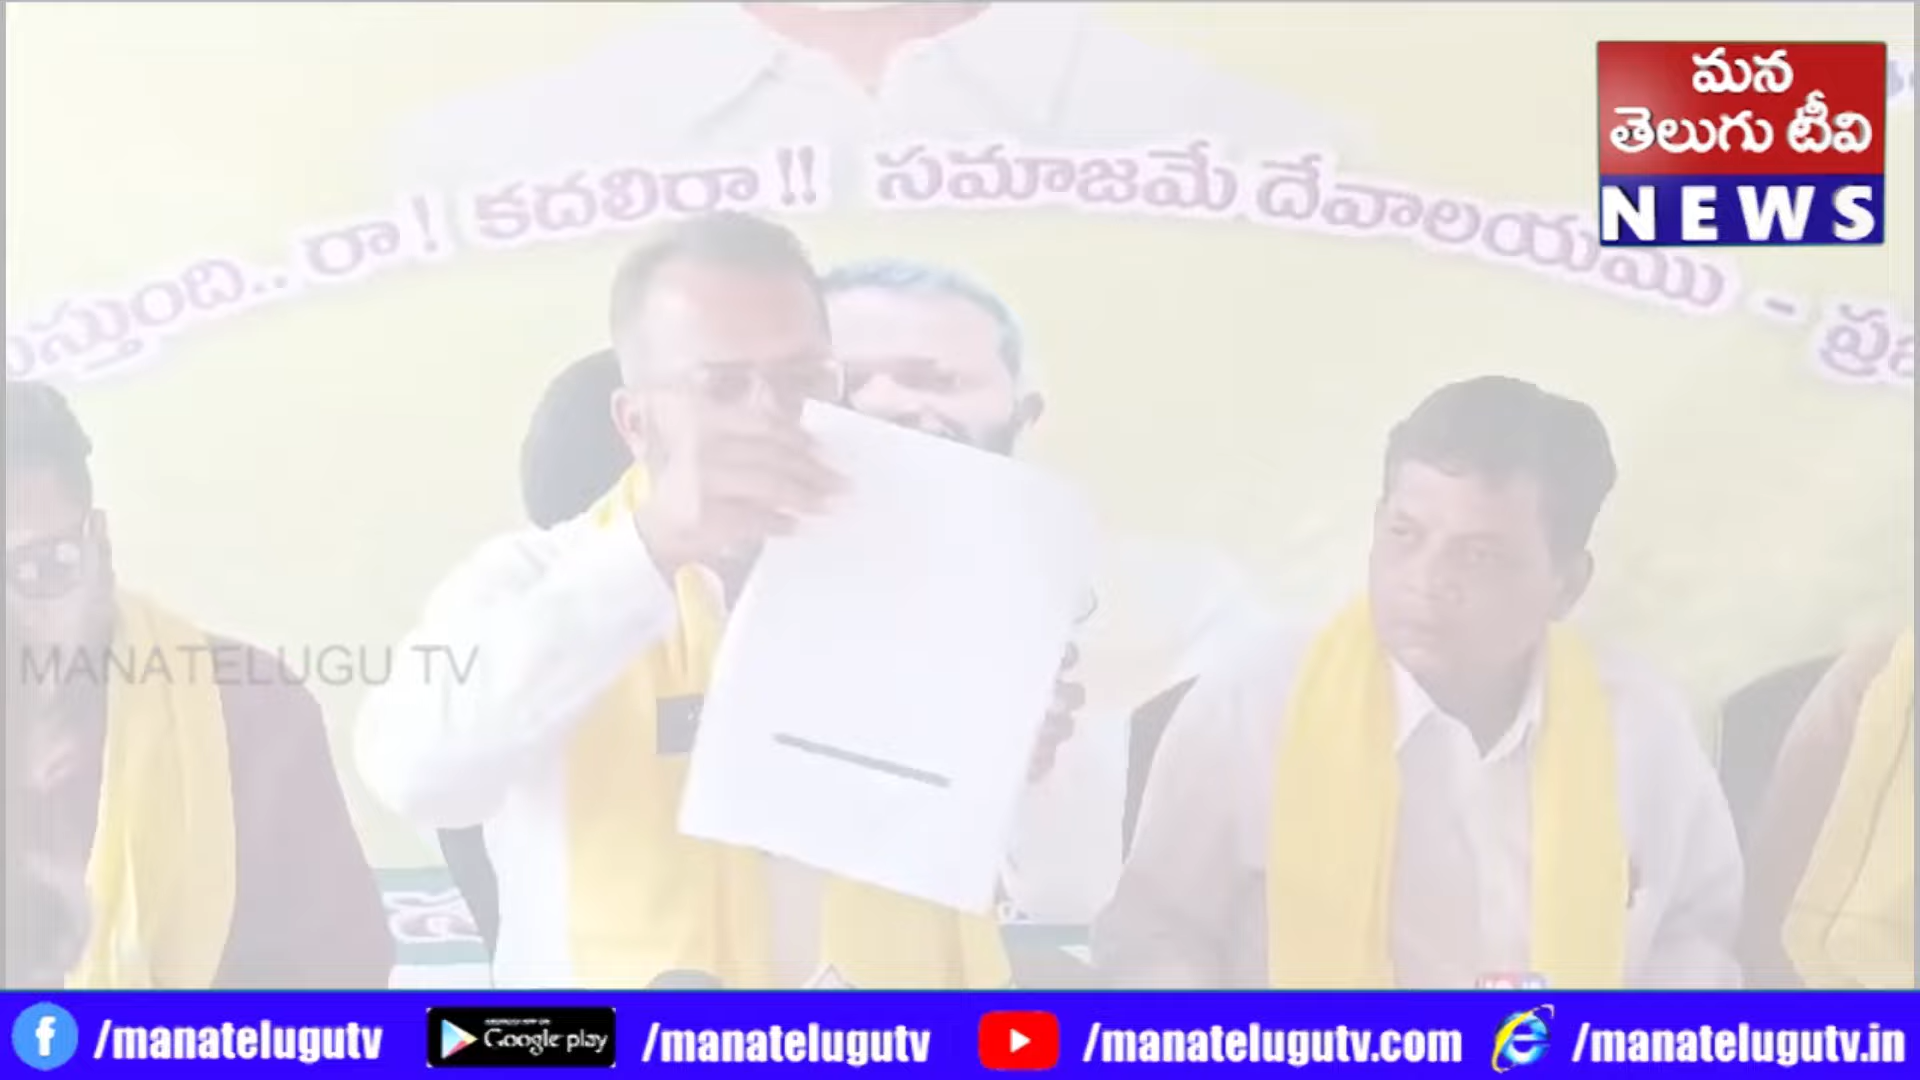 మన
తెలుగు టీవి
NEWS
రా! కదలిరా!! సమాజమే దేవాలయము -
MANATELUGU TV
/manatelugutv
Google play
/manatelugutv
/manatelugutv.com
/manatelugutv.in